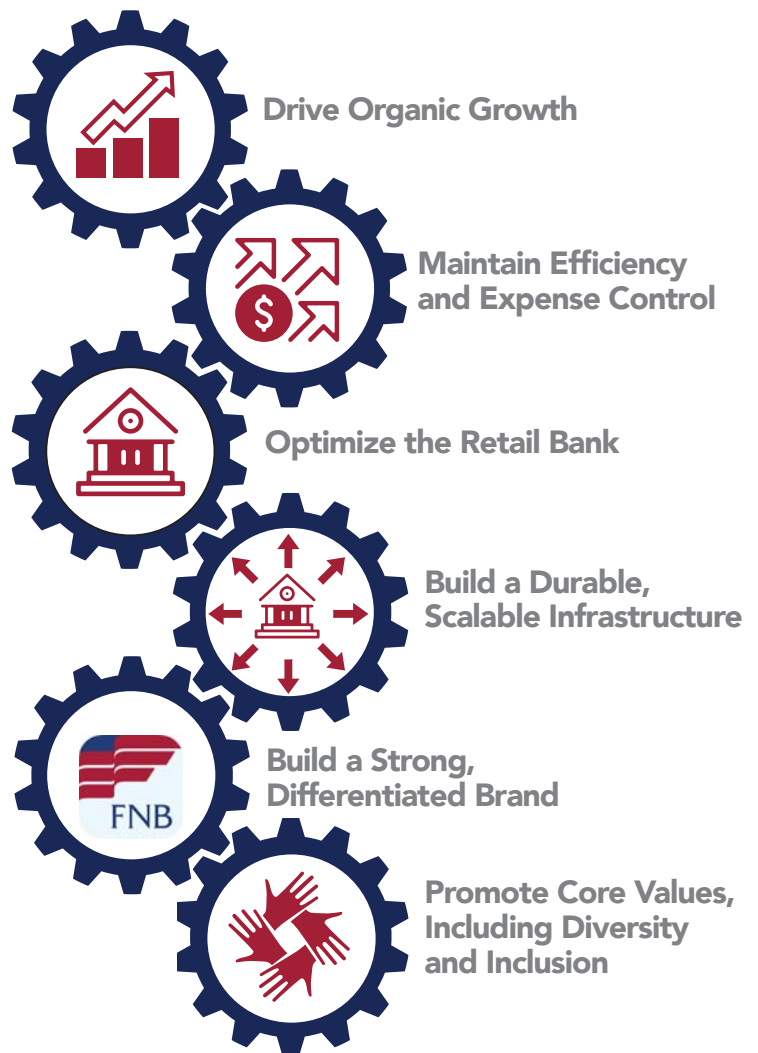 Drive Organic Growth
$
Maintain Efficiency
and Expense Control
Optimize the Retail Bank
Build a Durable,
Scalable Infrastructure
FNB
Build a Strong,
Differentiated Brand
Promote Core Values,
Including Diversity
and Inclusion